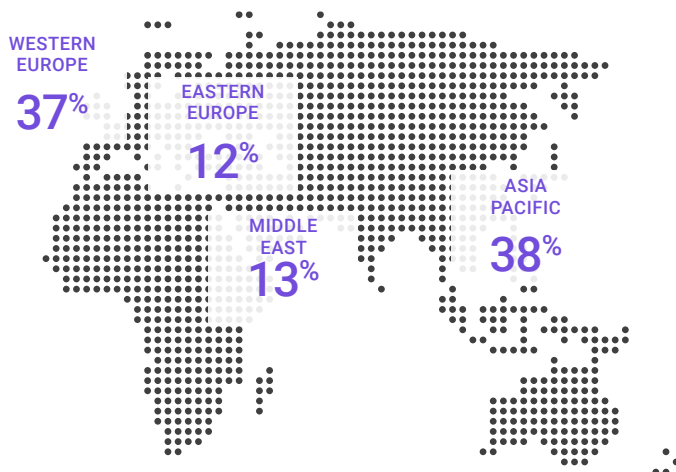 WESTERN
EUROPE
37%
EASTERN
EUROPE
12%
MIDDLE
EAST
13%
ASIA
PACIFIC
38%